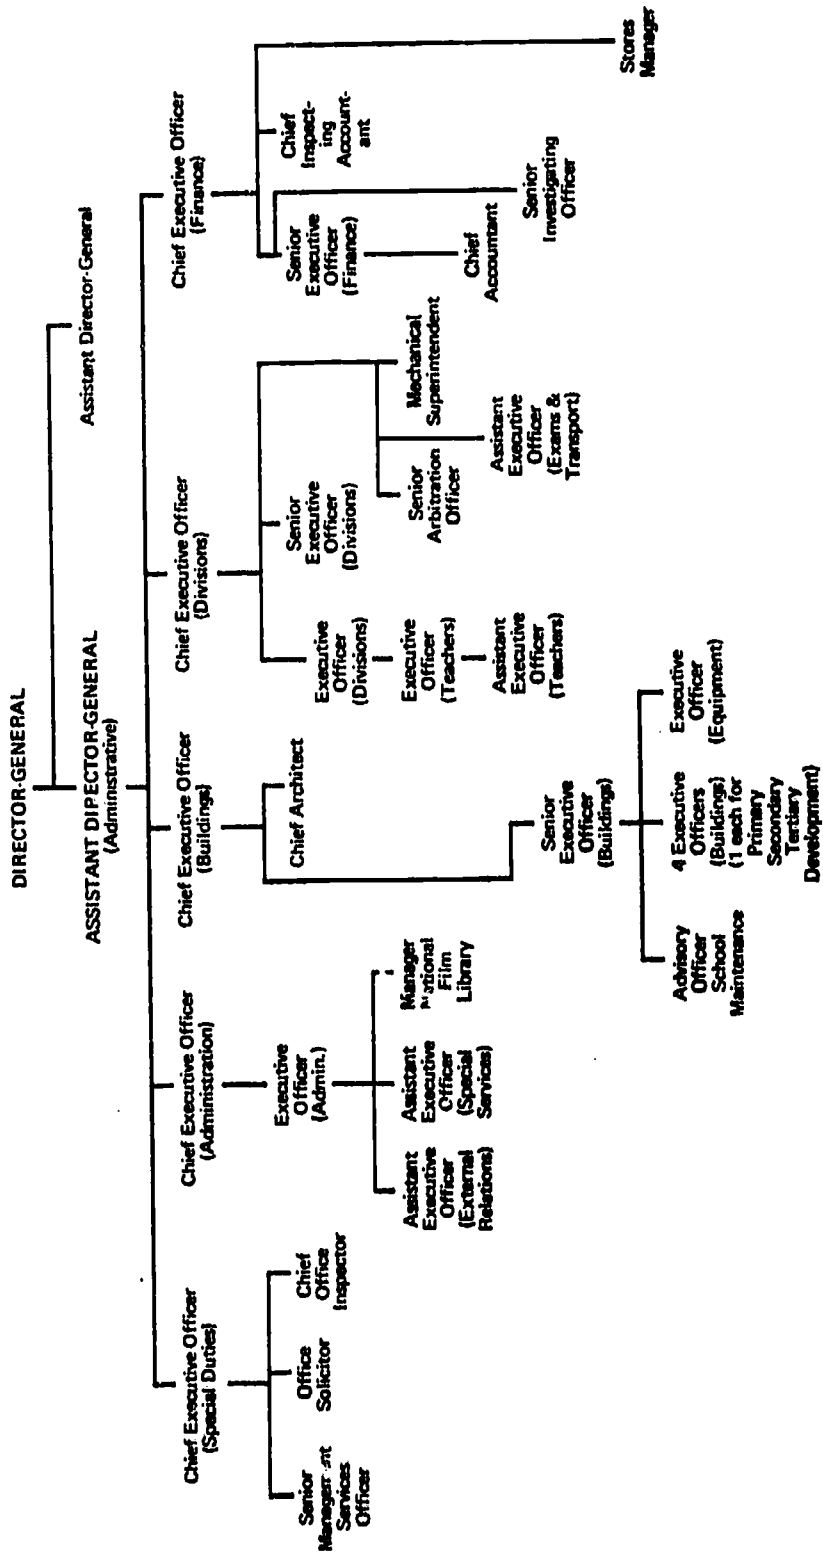 DIRECTOR-GENERAL
ASSISTANT DIPECTOR-GENERAL
(Administrative)
Assistant Director-General
Chief Executive Officer
(Special Duties)
Chief Executive Officer
(Administration)
Chief Executive Officer
(Buildings)
Chief Executive Officer
(Divisions)
Chief Executive Officer
(Finance)
Senior
Services
Officer
Office
Solicitor
Chief
Office
Inspector
Executive
Officer
(Admin.)
Assistant
Executive
Officer
(External
Relations)
Assistant
Executive
Officer
(Special
Services)
Manager
Film
Library
Chief Architect
Senior
Executive
Officer
(Buildings)
Advisory
Officer
School
Maintenance
4 Executive
Officers
(Buildings)
(1 each for
Primary
Secondary
Tertiary
Development)
Executive
Officer
(Equipment)
Executive
Officer
(Divisions)
Executive
Officer
(Teachers)
Assistant
Executive
Officer
(Teachers)
Senior
Executive
Officer
(Divisions)
Mechanical
Superintendent
Senior
Arbitration
Officer
Assistant
Executive
Officer
(Exams &
Transport)
Senior
Executive
Officer
(Finance)
Chief
Accountant
Senior
Investigating
Officer
Chief
Inspect-
ing
Account-
ant
Stores
Manager